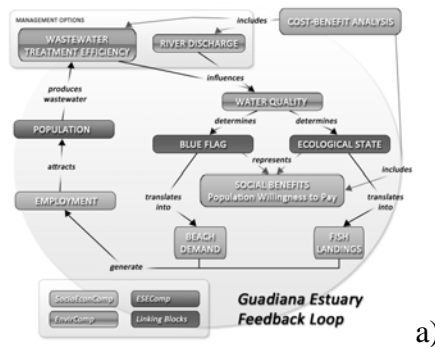 MANAGEMENT OPTIONS
WASTEWATER
TREATMENT EFFICIENCY
RIVER DISCHARGE
includes
COST-BENEFIT ANALYSIS
influences
produces
wastewater
WATER QUALITY
determines
determines
POPULATION
BLUE FLAG
ECOLOGICAL STATE
represents
attracts
includes
SOCIAL BENEFITS
Population Willingness to Pay
EMPLOYMENT
translates
into
translates
into
BEACH
DEMAND
FISH
LANDINGS
generate
SocioEconComp
ESEComp
EnvirComp
Linking Blocks
Guadiana Estuary
Feedback Loop
a)